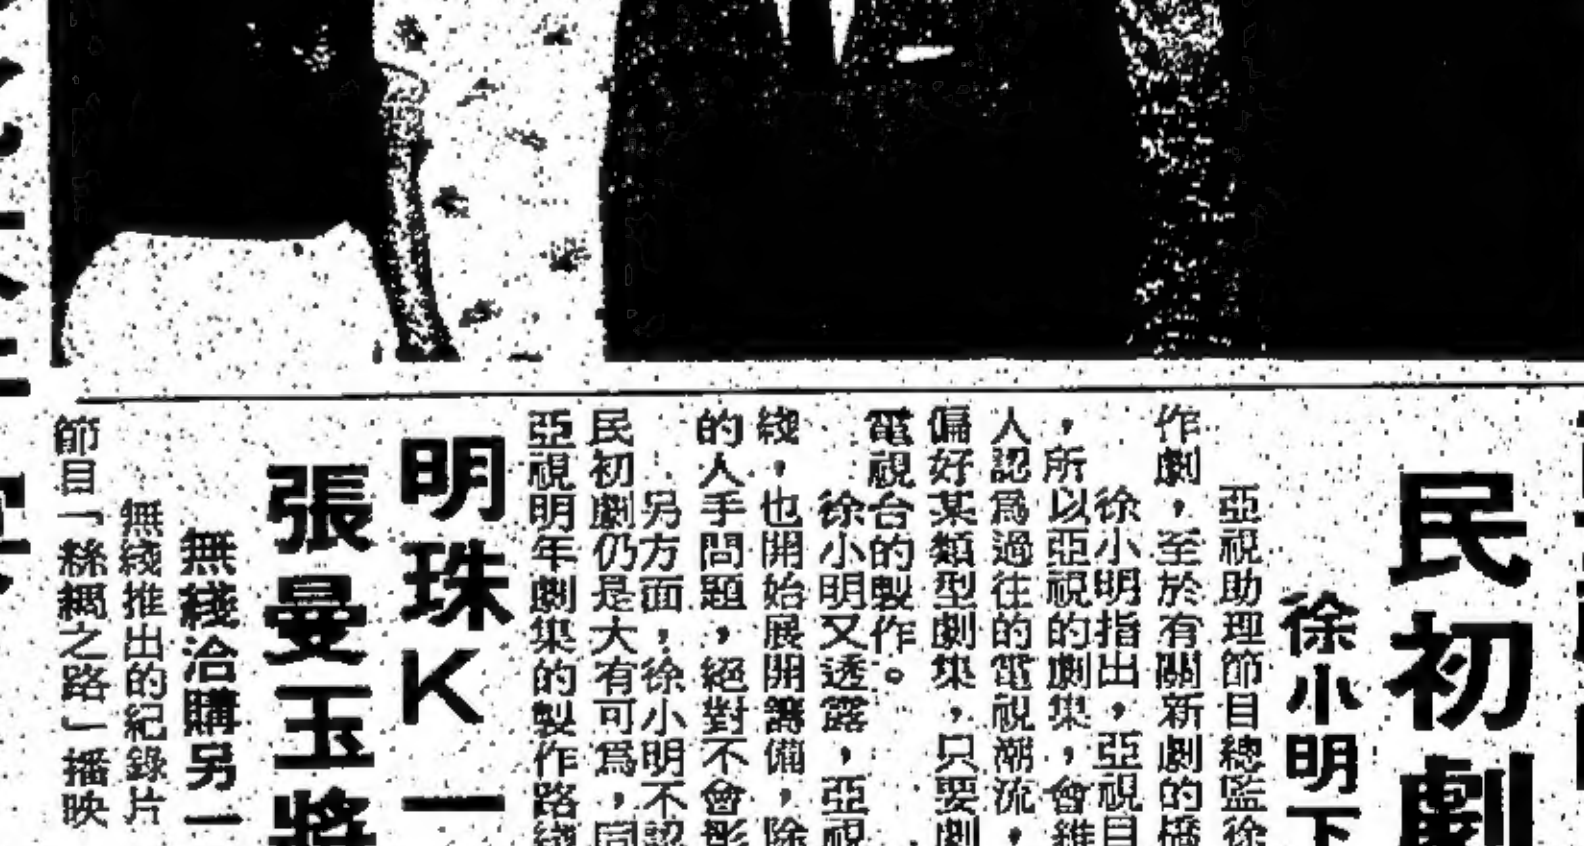 民初劇
徐小明下
亞視助理節目總監徐
作劇，至於有關新劇的
徐小明指出，亞視目
，所以亞視的劇集，會維
人認為過往的電視潮流，
偏好某類型劇集，只要劇
電視台的製作。
徐小明又透露，亞視
綫，也開始展開籌備，除
的人手問題，絕對不會影
另方面，徐小明不認
民初劇仍是大有可為，同
亞視明年劇集的製作路綫
明珠K一
張曼玉將
無綫洽購另一
無綫推出的紀錄片
節目「絲綢之路」播映